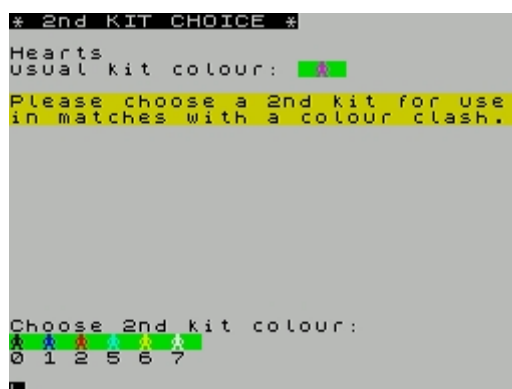 * 2nd KIT CHOICE *
Hearts
usual kit colour:
Please choose a 2nd kit for use
in matches with a colour clash.
Choose 2nd kit colour:
0 1 2 5 6 7